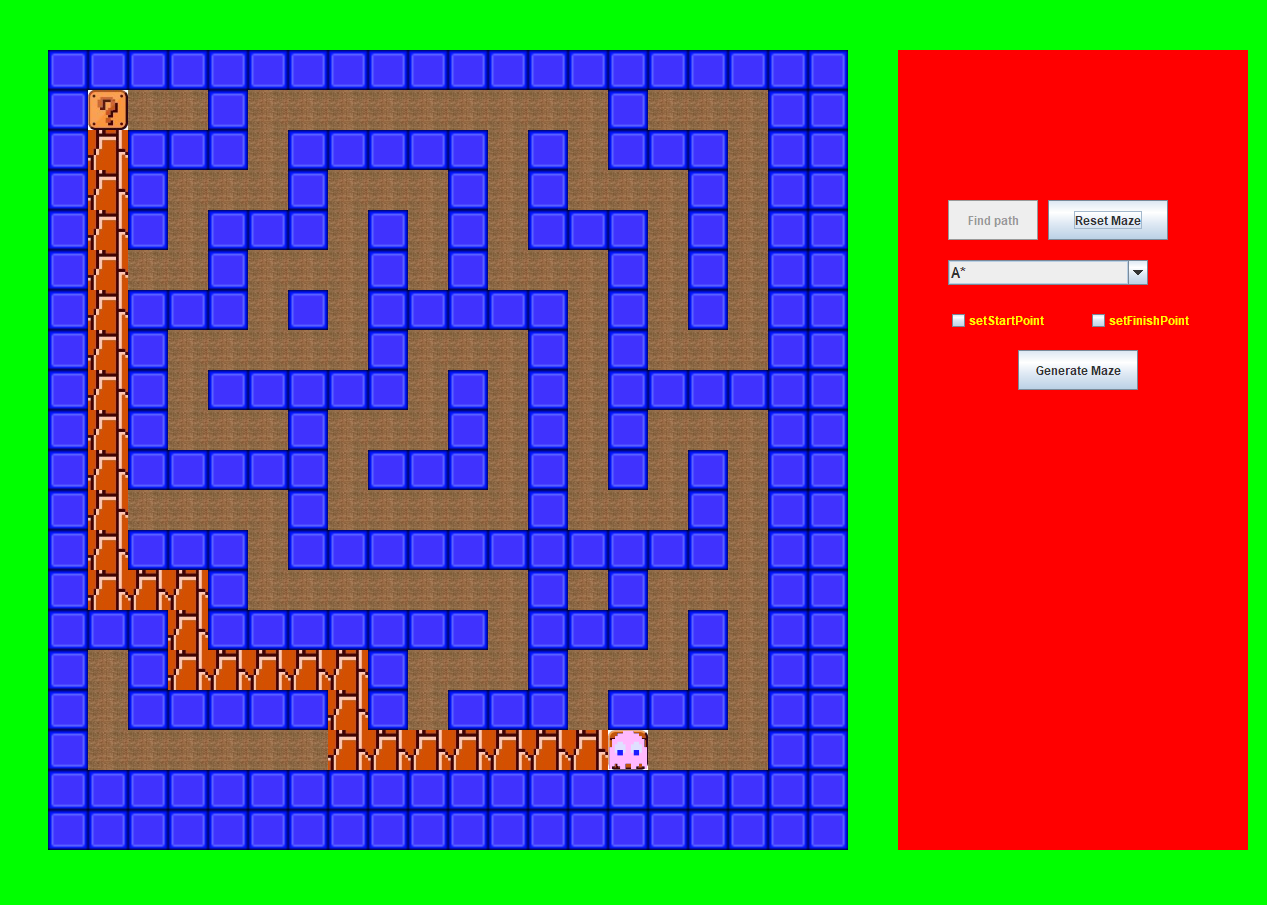 ?
Find path
Reset Maze
A*
setStartPoint
setFinishPoint
Generate Maze